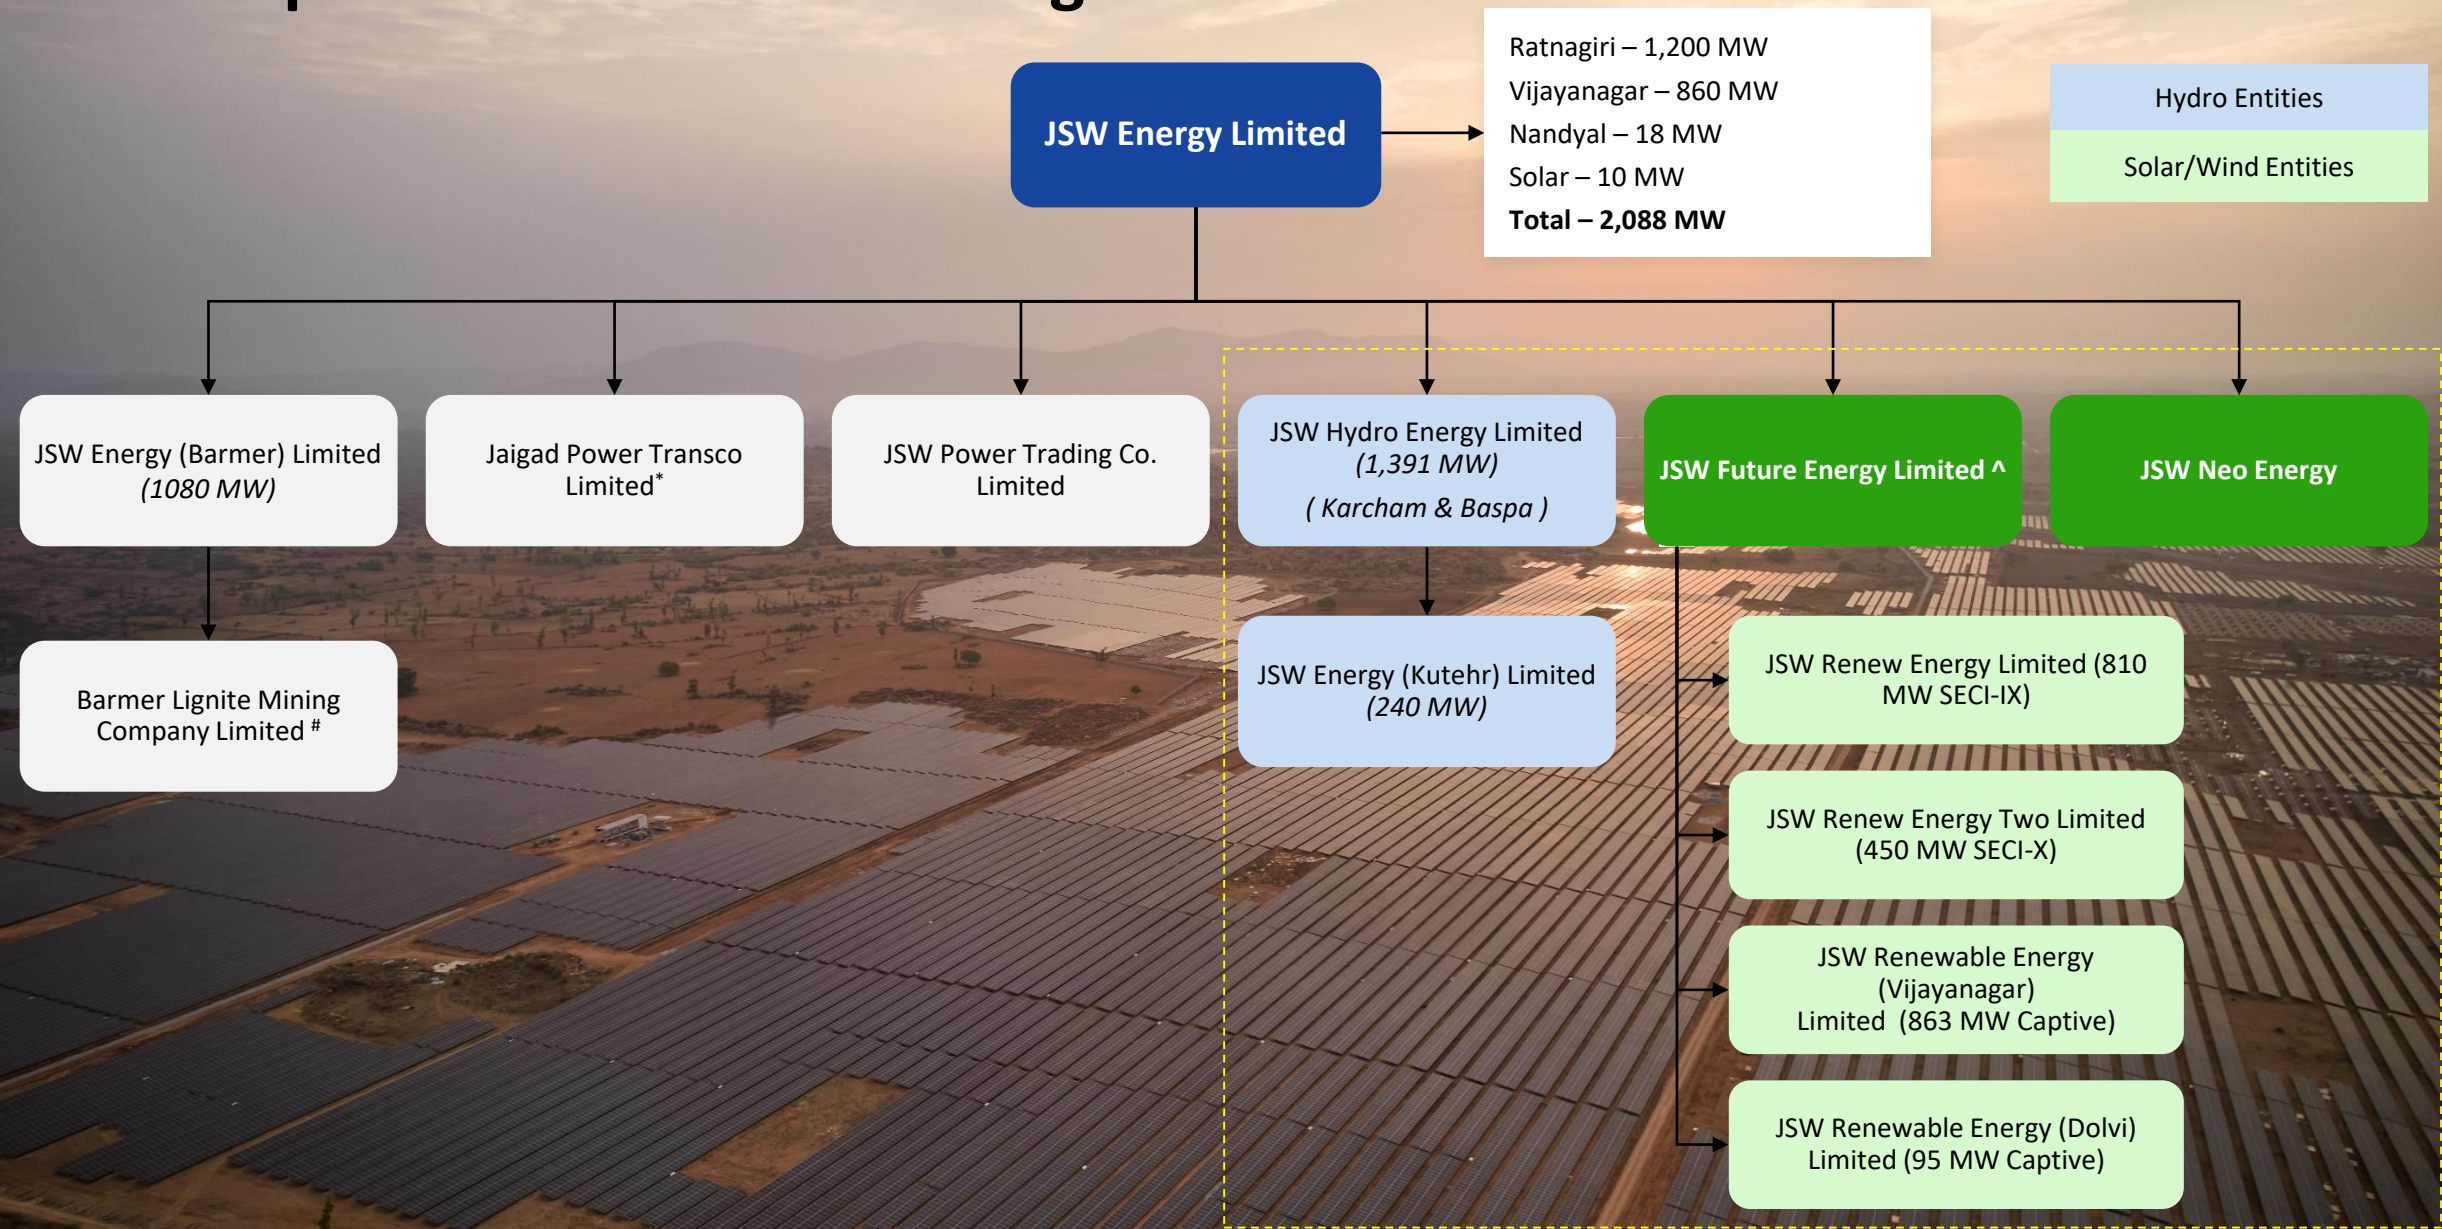 JSW Energy Limited
Ratnagiri – 1,200 MW
Vijayanagar – 860 MW
Nandyal – 18 MW
Solar – 10 MW
Total – 2,088 MW
Hydro Entities
Solar/Wind Entities
JSW Energy (Barmer) Limited
(1080 MW)
Jaigad Power Transco
Limited*
JSW Power Trading Co.
Limited
JSW Hydro Energy Limited
(1,391 MW)
( Karcham & Baspa )
JSW Future Energy Limited ^
JSW Neo Energy
Barmer Lignite Mining
Company Limited #
JSW Energy (Kutehr) Limited
(240 MW)
JSW Renew Energy Limited (810
MW SECI-IX)
JSW Renew Energy Two Limited
(450 MW SECI-X)
JSW Renewable Energy
(Vijayanagar)
Limited (863 MW Captive)
JSW Renewable Energy (Dolvi)
Limited (95 MW Captive)